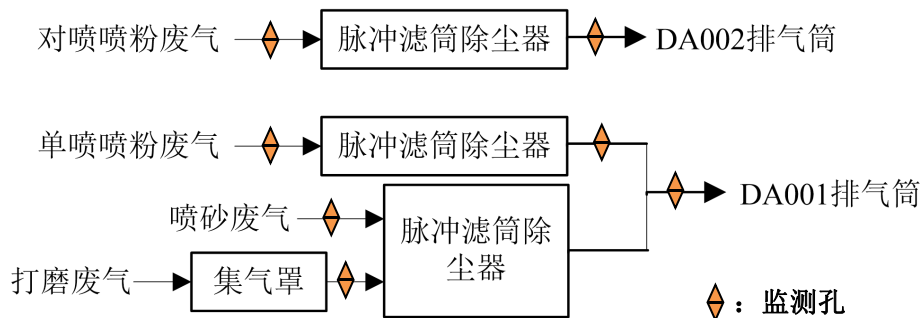 对喷喷粉废气
脉冲滤筒除尘器
DA002排气筒
单喷喷粉废气
脉冲滤筒除尘器
喷砂废气
脉冲滤筒除
尘器
DA001排气筒
打磨废气
集气罩
：监测孔